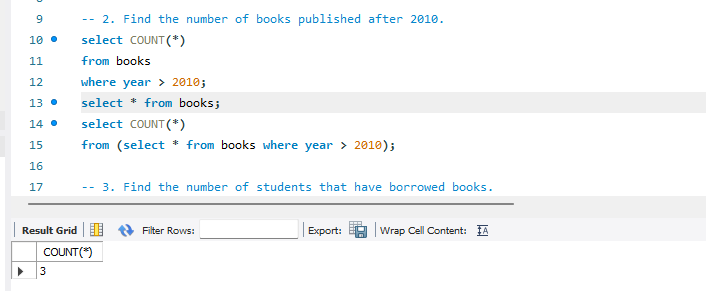 9 -- 2. Find the number of books published after 2010.
10 select COUNT(*)
11 from books
12 where year > 2010;
13 select * from books;
14 select COUNT(*)
15 from (select * from books where year > 2010);
16
17 -- 3. Find the number of students that have borrowed books.
Result Grid Filter Rows: Export: Wrap Cell Content: IA
COUNT(*)
3